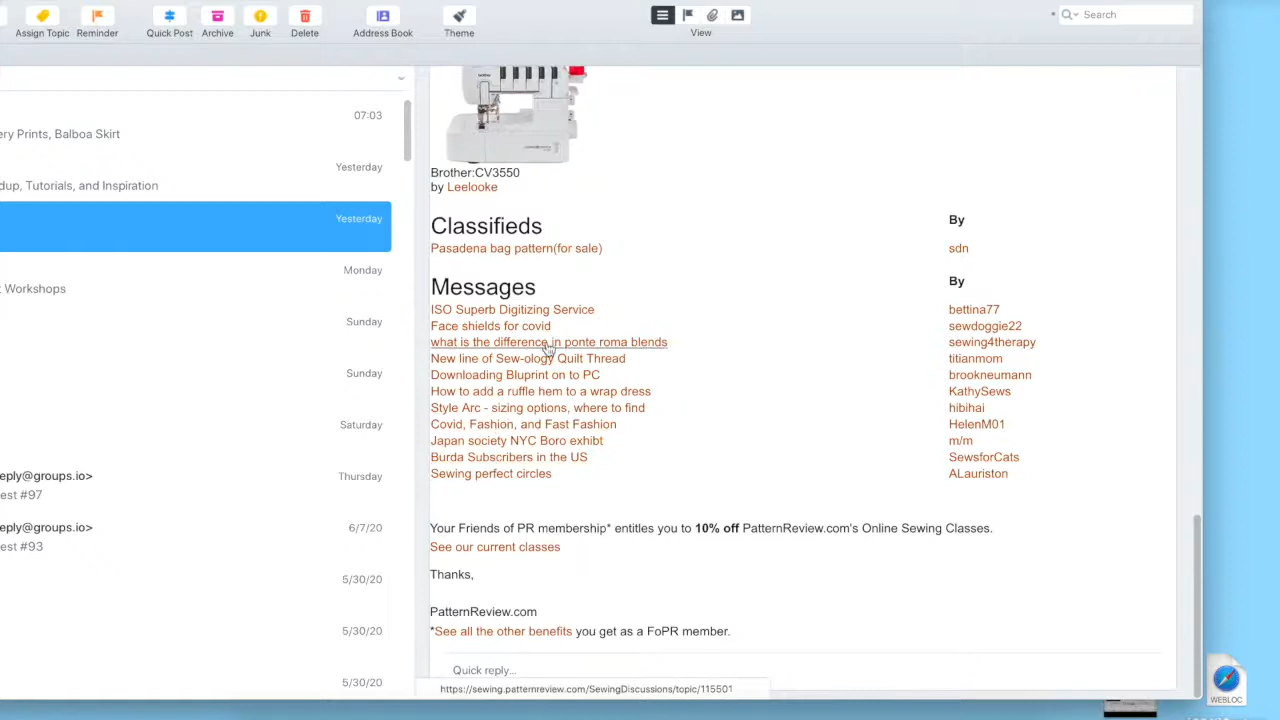 Assign Topic Reminder Quick Post Archive Junk Delete Address Book Theme View Search
07:03
ery Prints, Balboa Skirt
Yesterday
dup, Tutorials, and Inspiration
Yesterday
Monday
t Workshops
Sunday
Sunday
Saturday
eply@groups.io> Thursday
est #97
eply@groups.io> 6/7/20
est #93
5/30/20
5/30/20
5/30/20
Brother:CV3550
by Leelooke
Classifieds By
Pasadena bag pattern(for sale) sdn
Messages By
ISO Superb Digitizing Service bettina77
Face shields for covid sewdoggie22
what is the difference in ponte roma blends sewing4therapy
New line of Sew-ology Quilt Thread titianmom
Downloading Bluprint on to PC brookneumann
How to add a ruffle hem to a wrap dress KathySews
Style Arc - sizing options, where to find hibihai
Covid, Fashion, and Fast Fashion HelenM01
Japan society NYC Boro exhibt m/m
Burda Subscribers in the US SewsforCats
Sewing perfect circles ALauriston
Your Friends of PR membership* entitles you to 10% off PatternReview.com's Online Sewing Classes.
See our current classes
Thanks,
PatternReview.com
*See all the other benefits you get as a FoPR member.
Quick reply...
https://sewing.patternreview.com/SewingDiscussions/topic/115501
WEBLOC